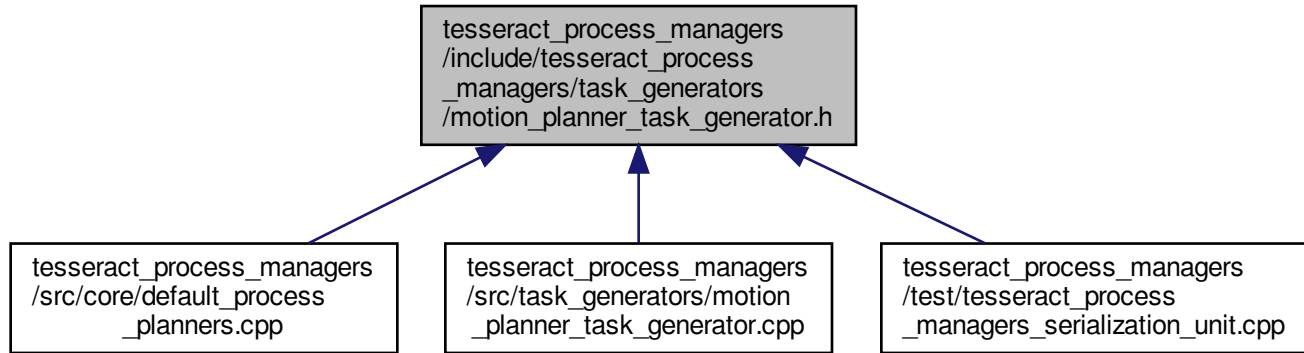 tesseract_process_managers
/include/tesseract_process
_managers/task_generators
/motion_planner_task_generator.h
tesseract_process_managers
/src/core/default_process
_planners.cpp
tesseract_process_managers
/src/task_generators/motion
_planner_task_generator.cpp
tesseract_process_managers
/test/tesseract_process
_managers_serialization_unit.cpp